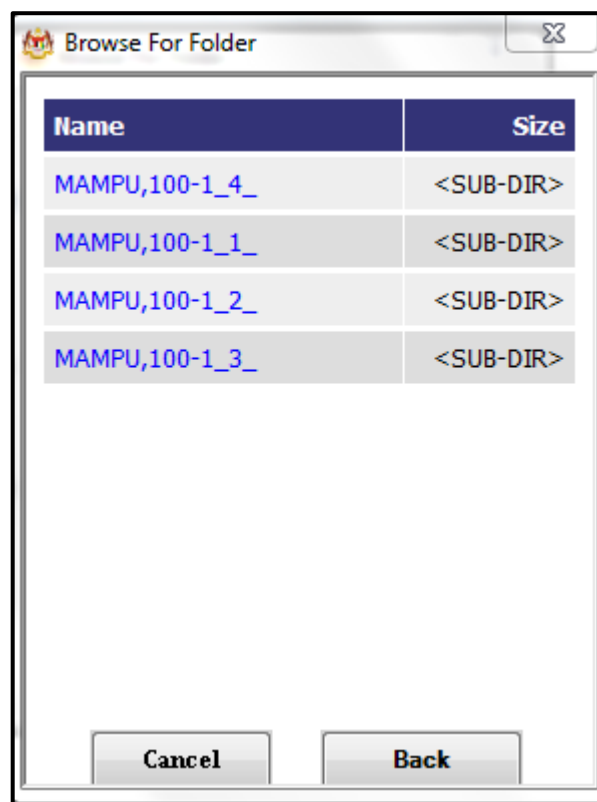 Browse For Folder
Name Size
MAMPU,100-1_4_ <SUB-DIR>
MAMPU,100-1_1_ <SUB-DIR>
MAMPU,100-1_2_ <SUB-DIR>
MAMPU,100-1_3_ <SUB-DIR>
Cancel Back